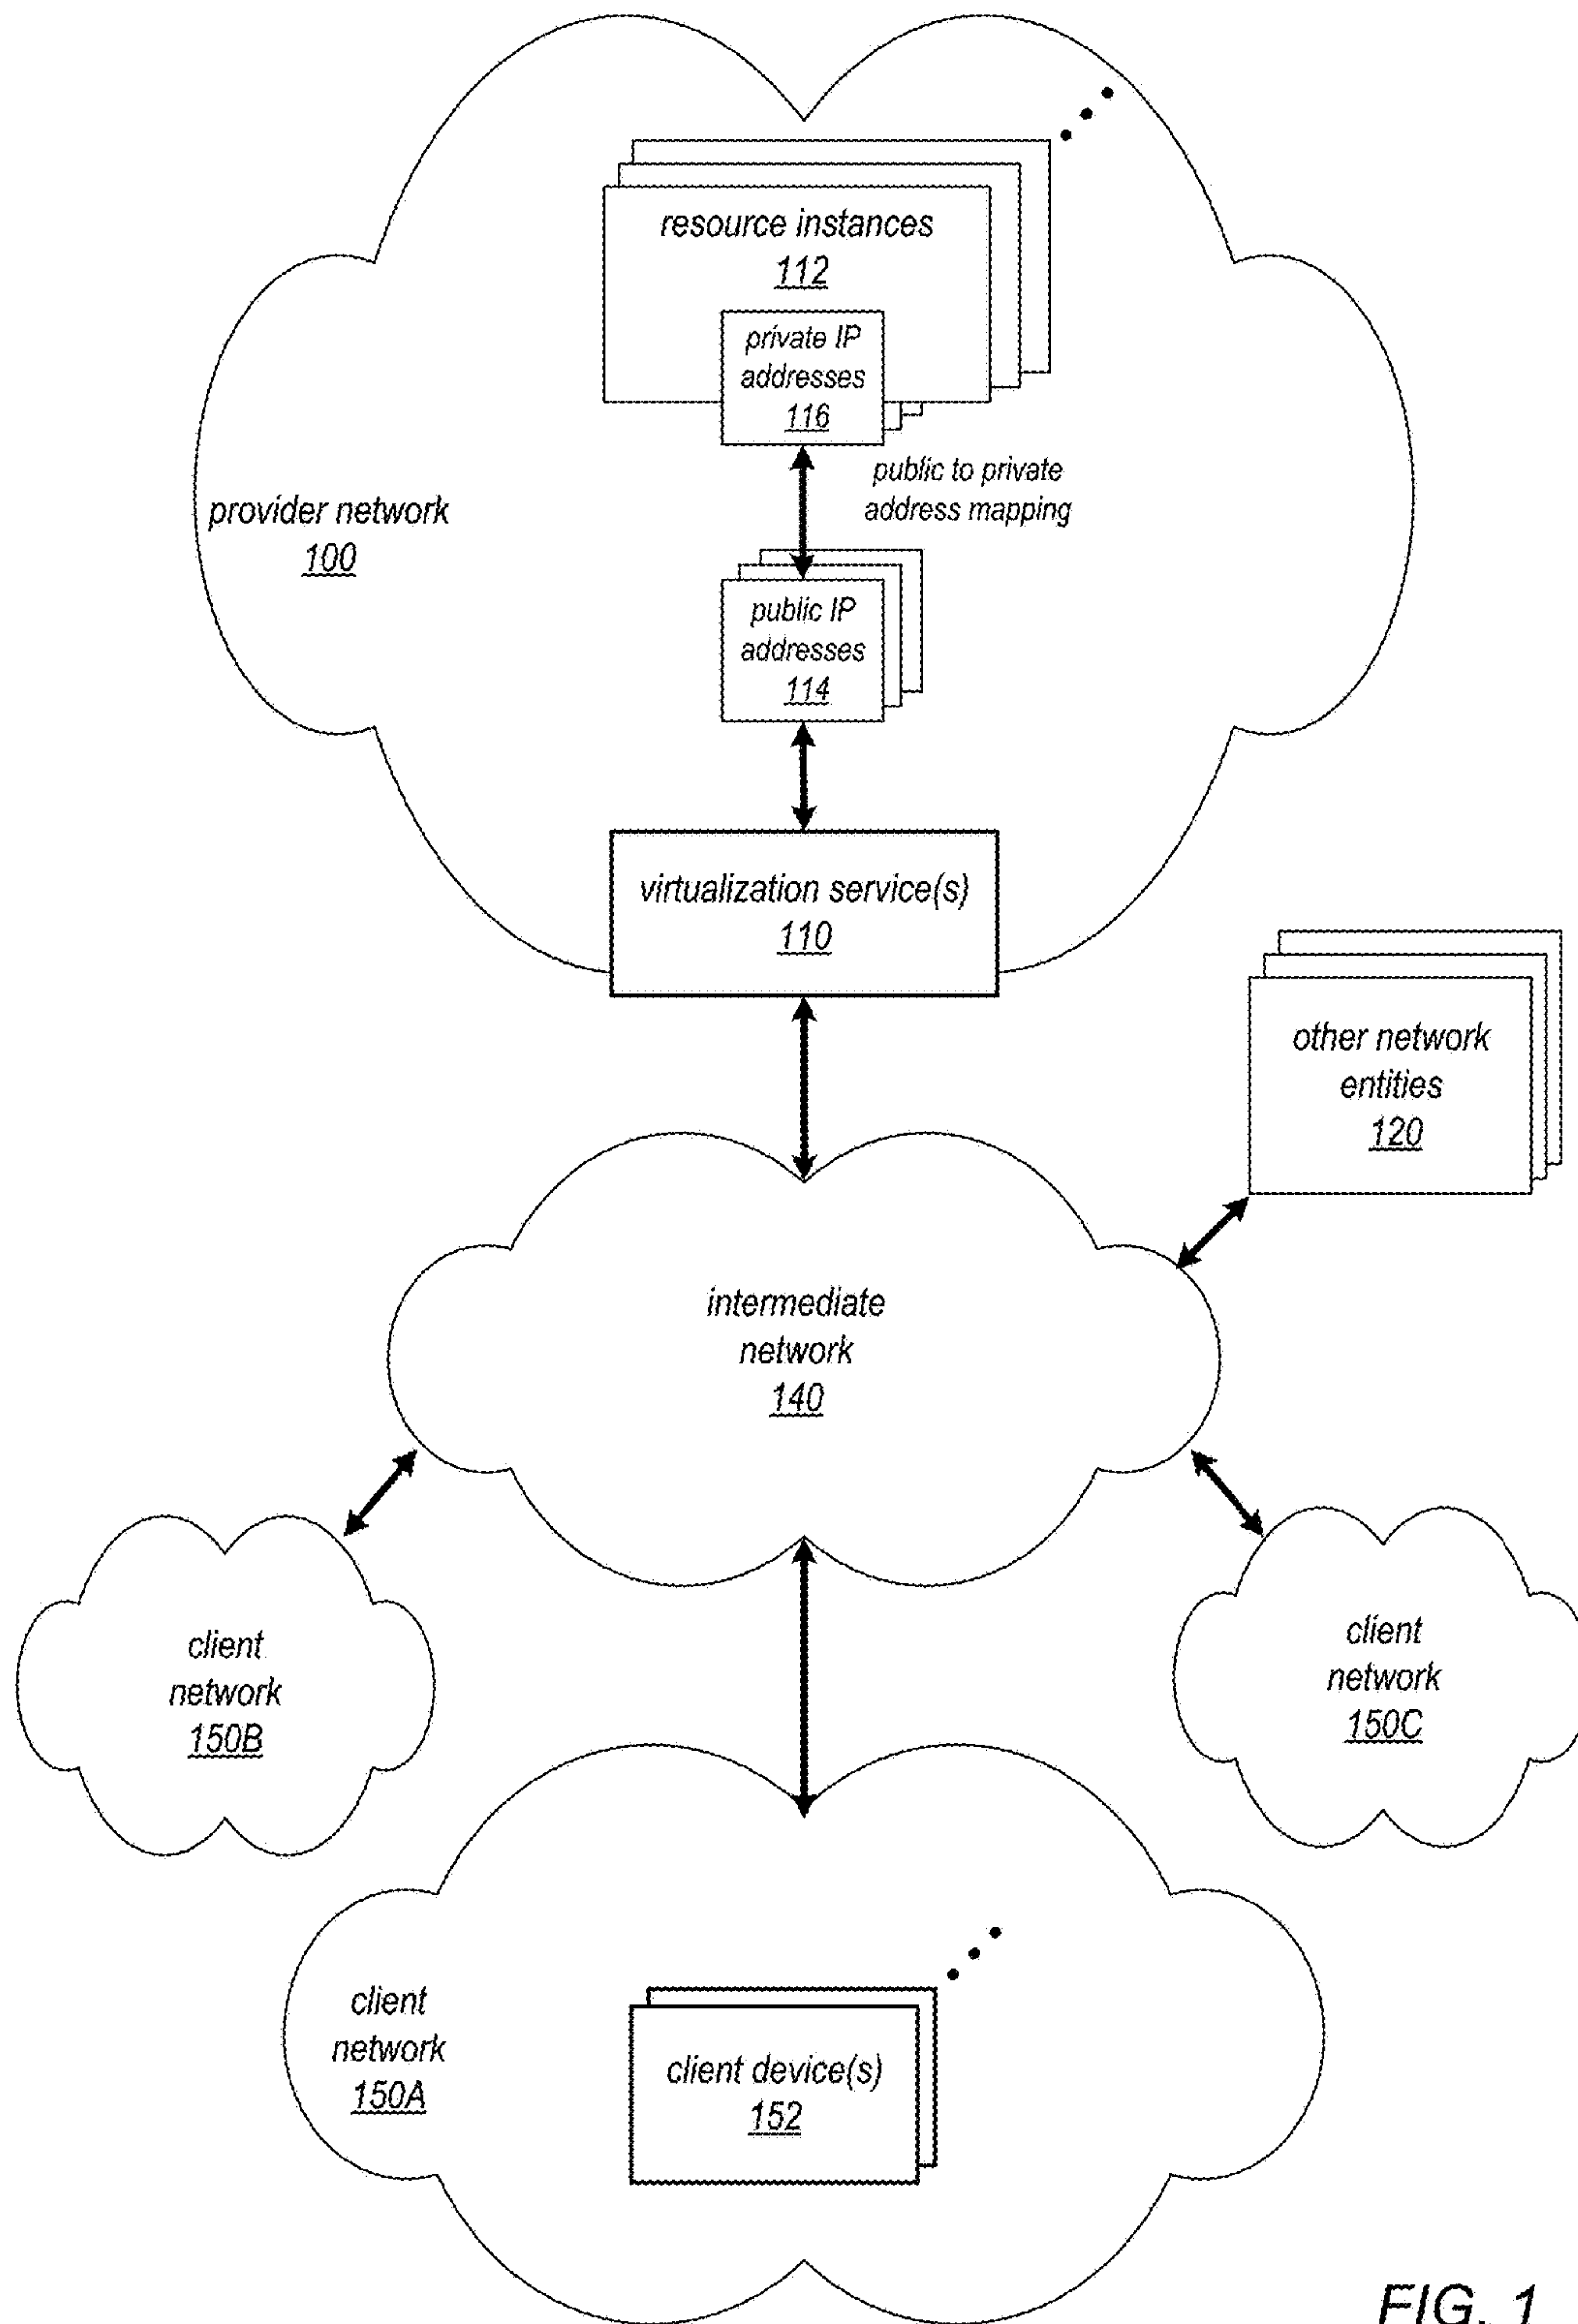 resource instances
112
private IP
addresses
116
public to private
address mapping
provider network
100
public IP
addresses
114
virtualization service(s)
110
other network
entities
120
intermediate
network
140
client
network
150B
client
network
150C
client
network
150A
client device(s)
152
FIG. 1